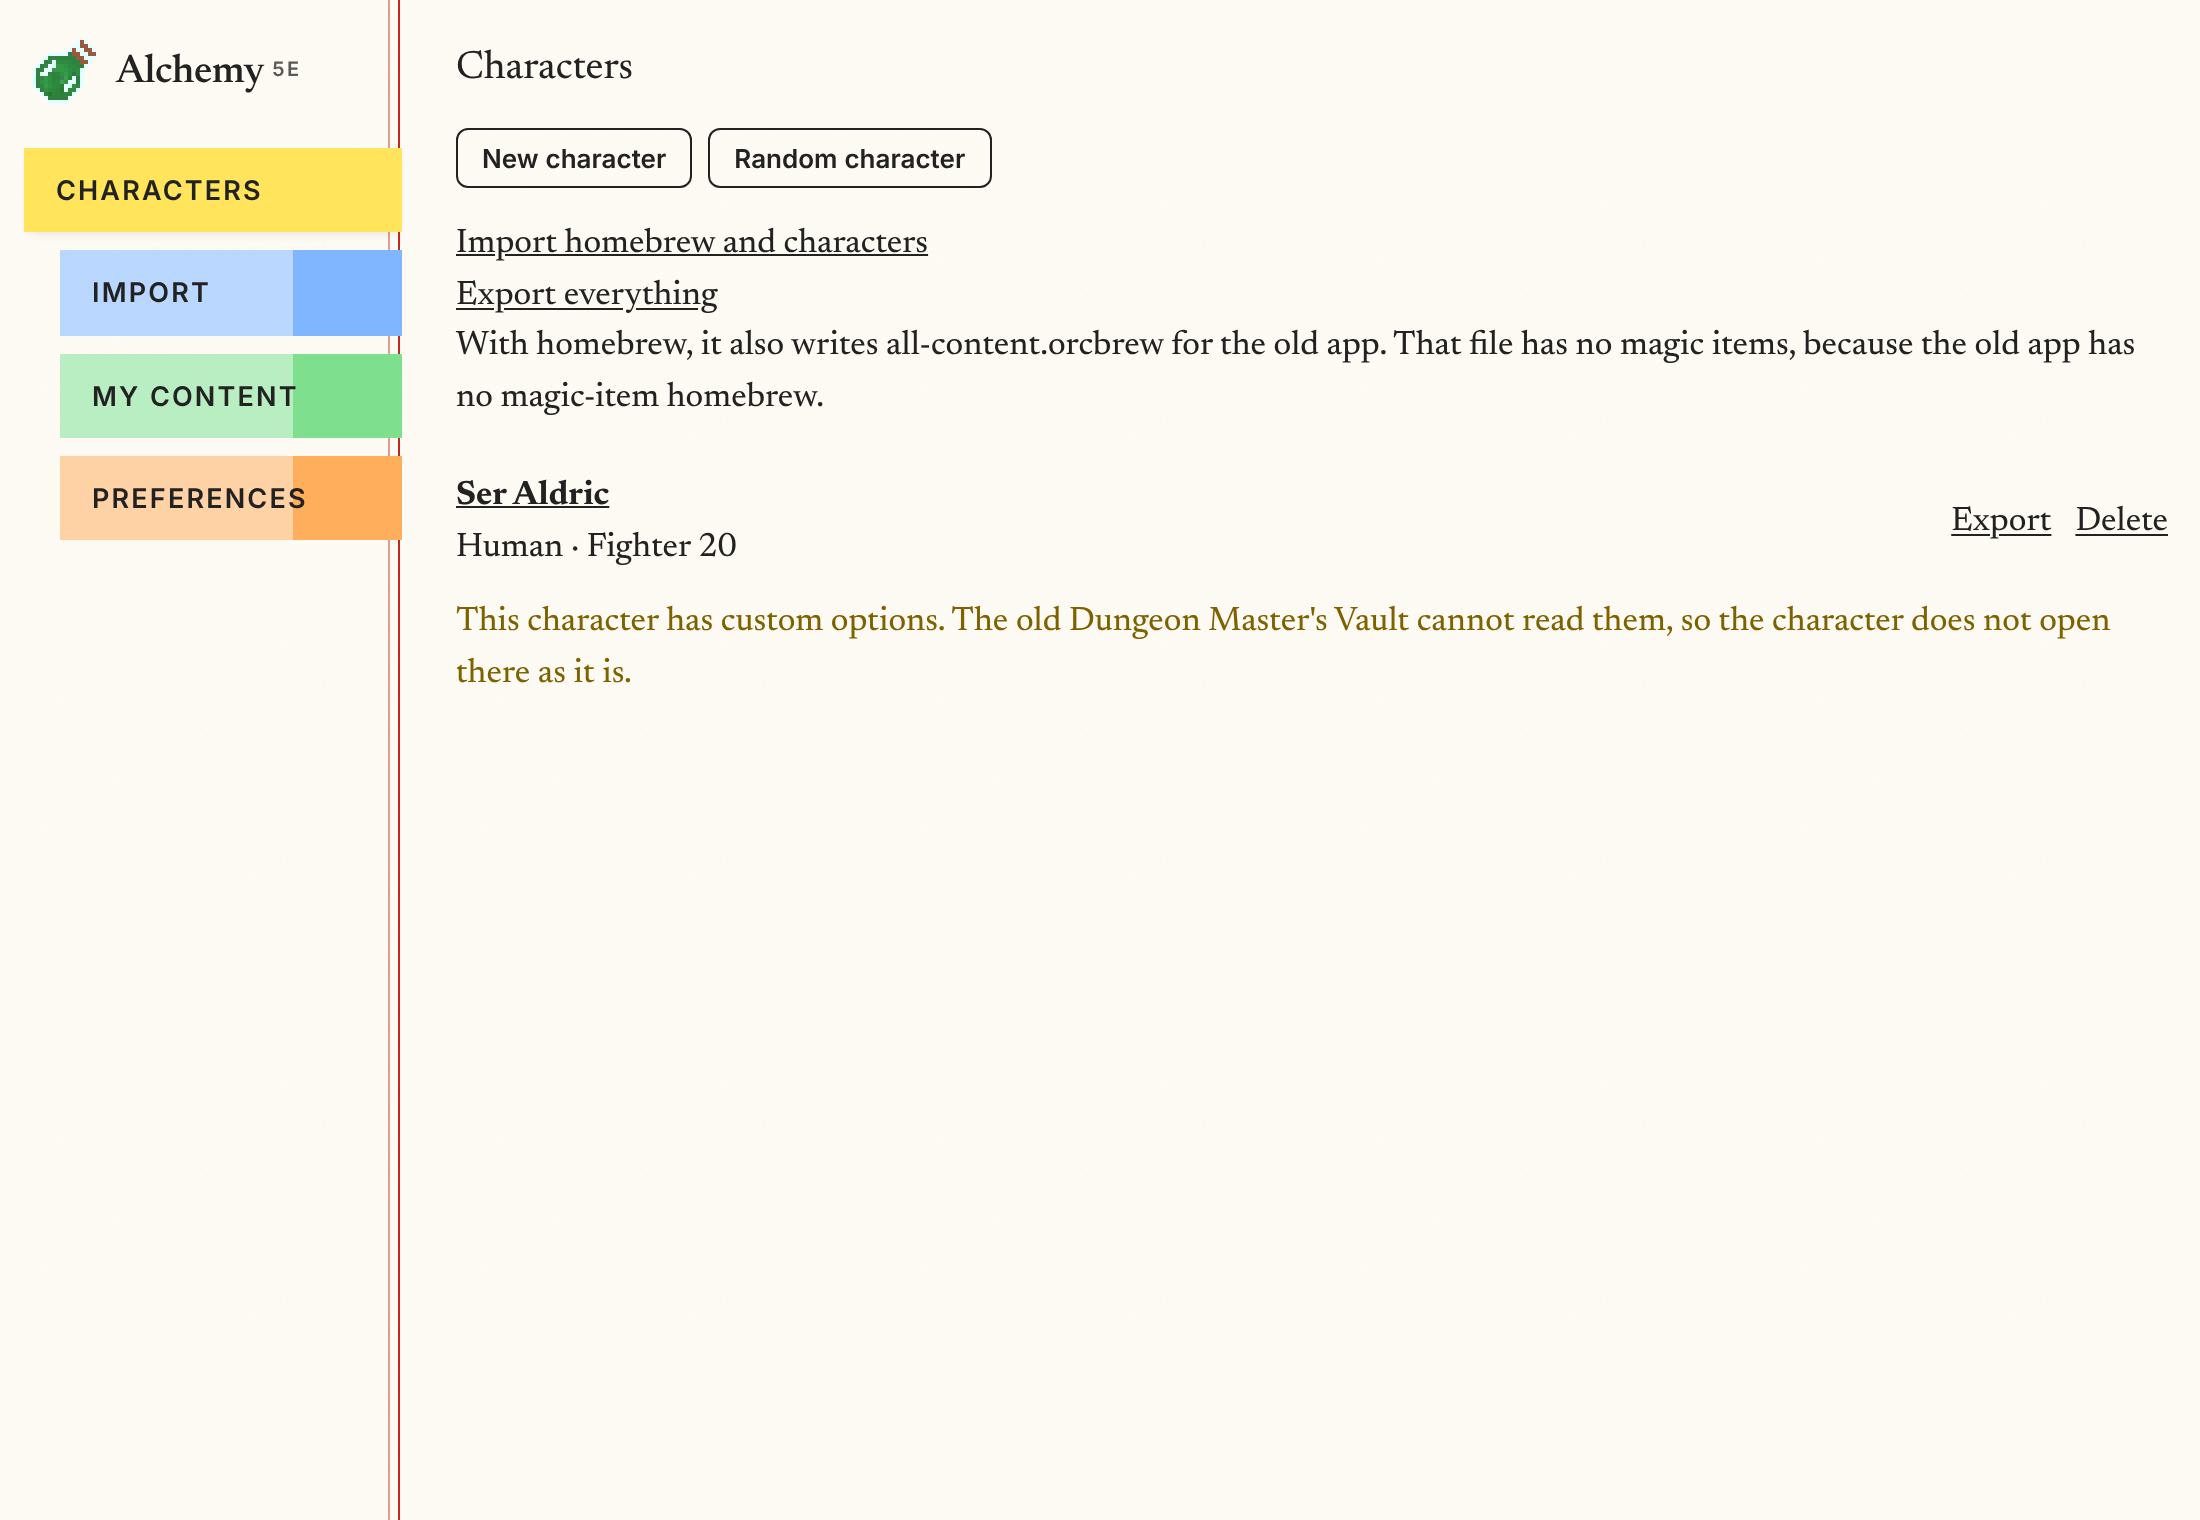 Alchemy 5E
CHARACTERS
IMPORT
MY CONTENT
PREFERENCES
Characters
New character
Random character
Import homebrew and characters
Export everything
With homebrew, it also writes all-content.orcbrew for the old app. That file has no magic items, because the old app has
no magic-item homebrew.
Ser Aldric
Human · Fighter 20
Export Delete
This character has custom options. The old Dungeon Master's Vault cannot read them, so the character does not open
there as it is.